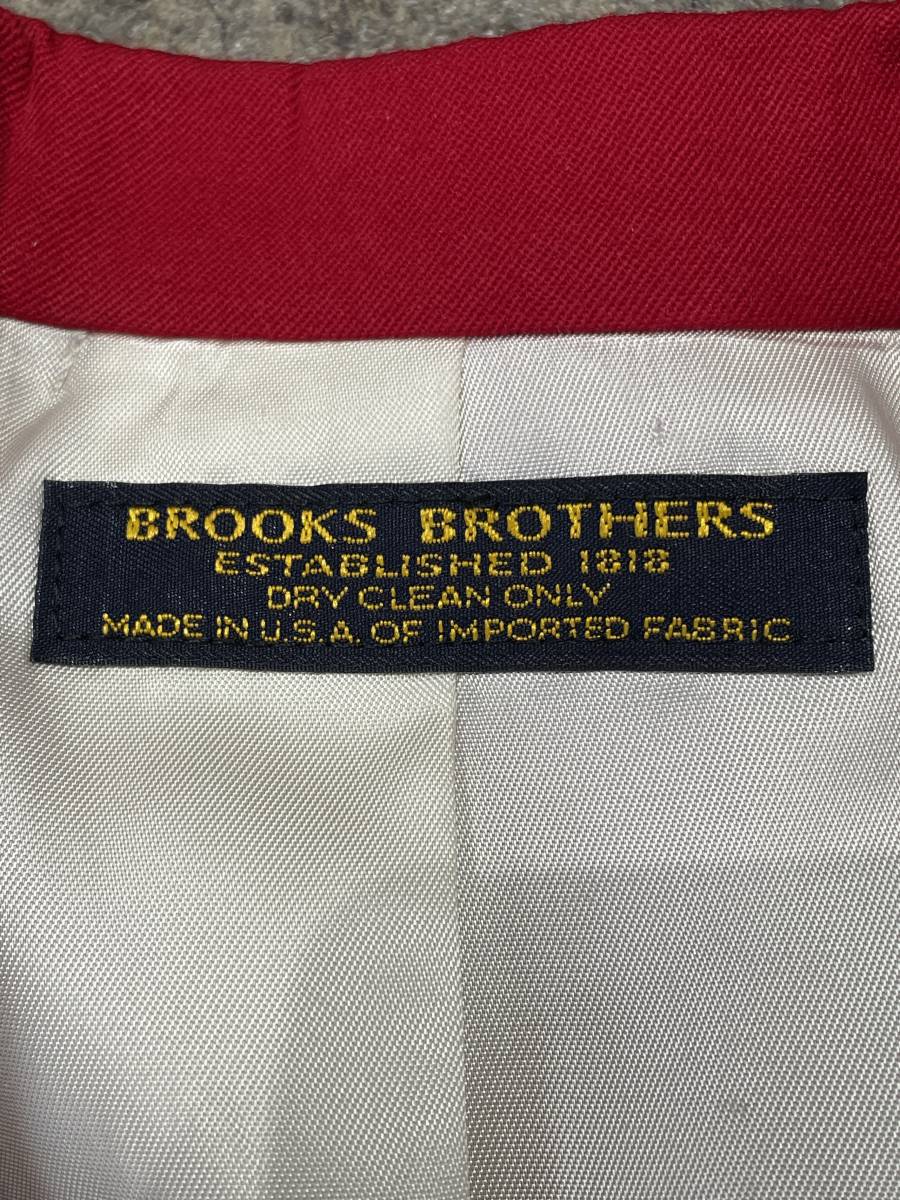 BROOKS BROTHERS
ESTABLISHED 1818
DRY CLEAN ONLY
MADE IN U.S.A. OF IMPORTED FABRIC